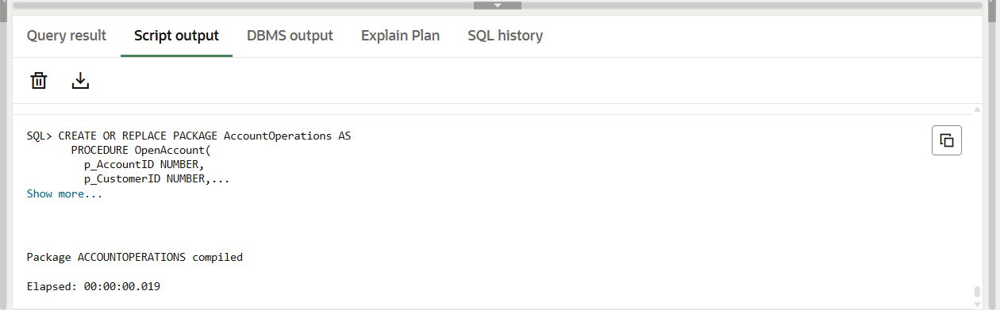 Query result Script output DBMS output Explain Plan SQL history
SQL> CREATE OR REPLACE PACKAGE AccountOperations AS
PROCEDURE OpenAccount(
p_AccountID NUMBER,
p_CustomerID NUMBER,...
Show more...
Package ACCOUNTOPERATIONS compiled
Elapsed: 00:00:00.019